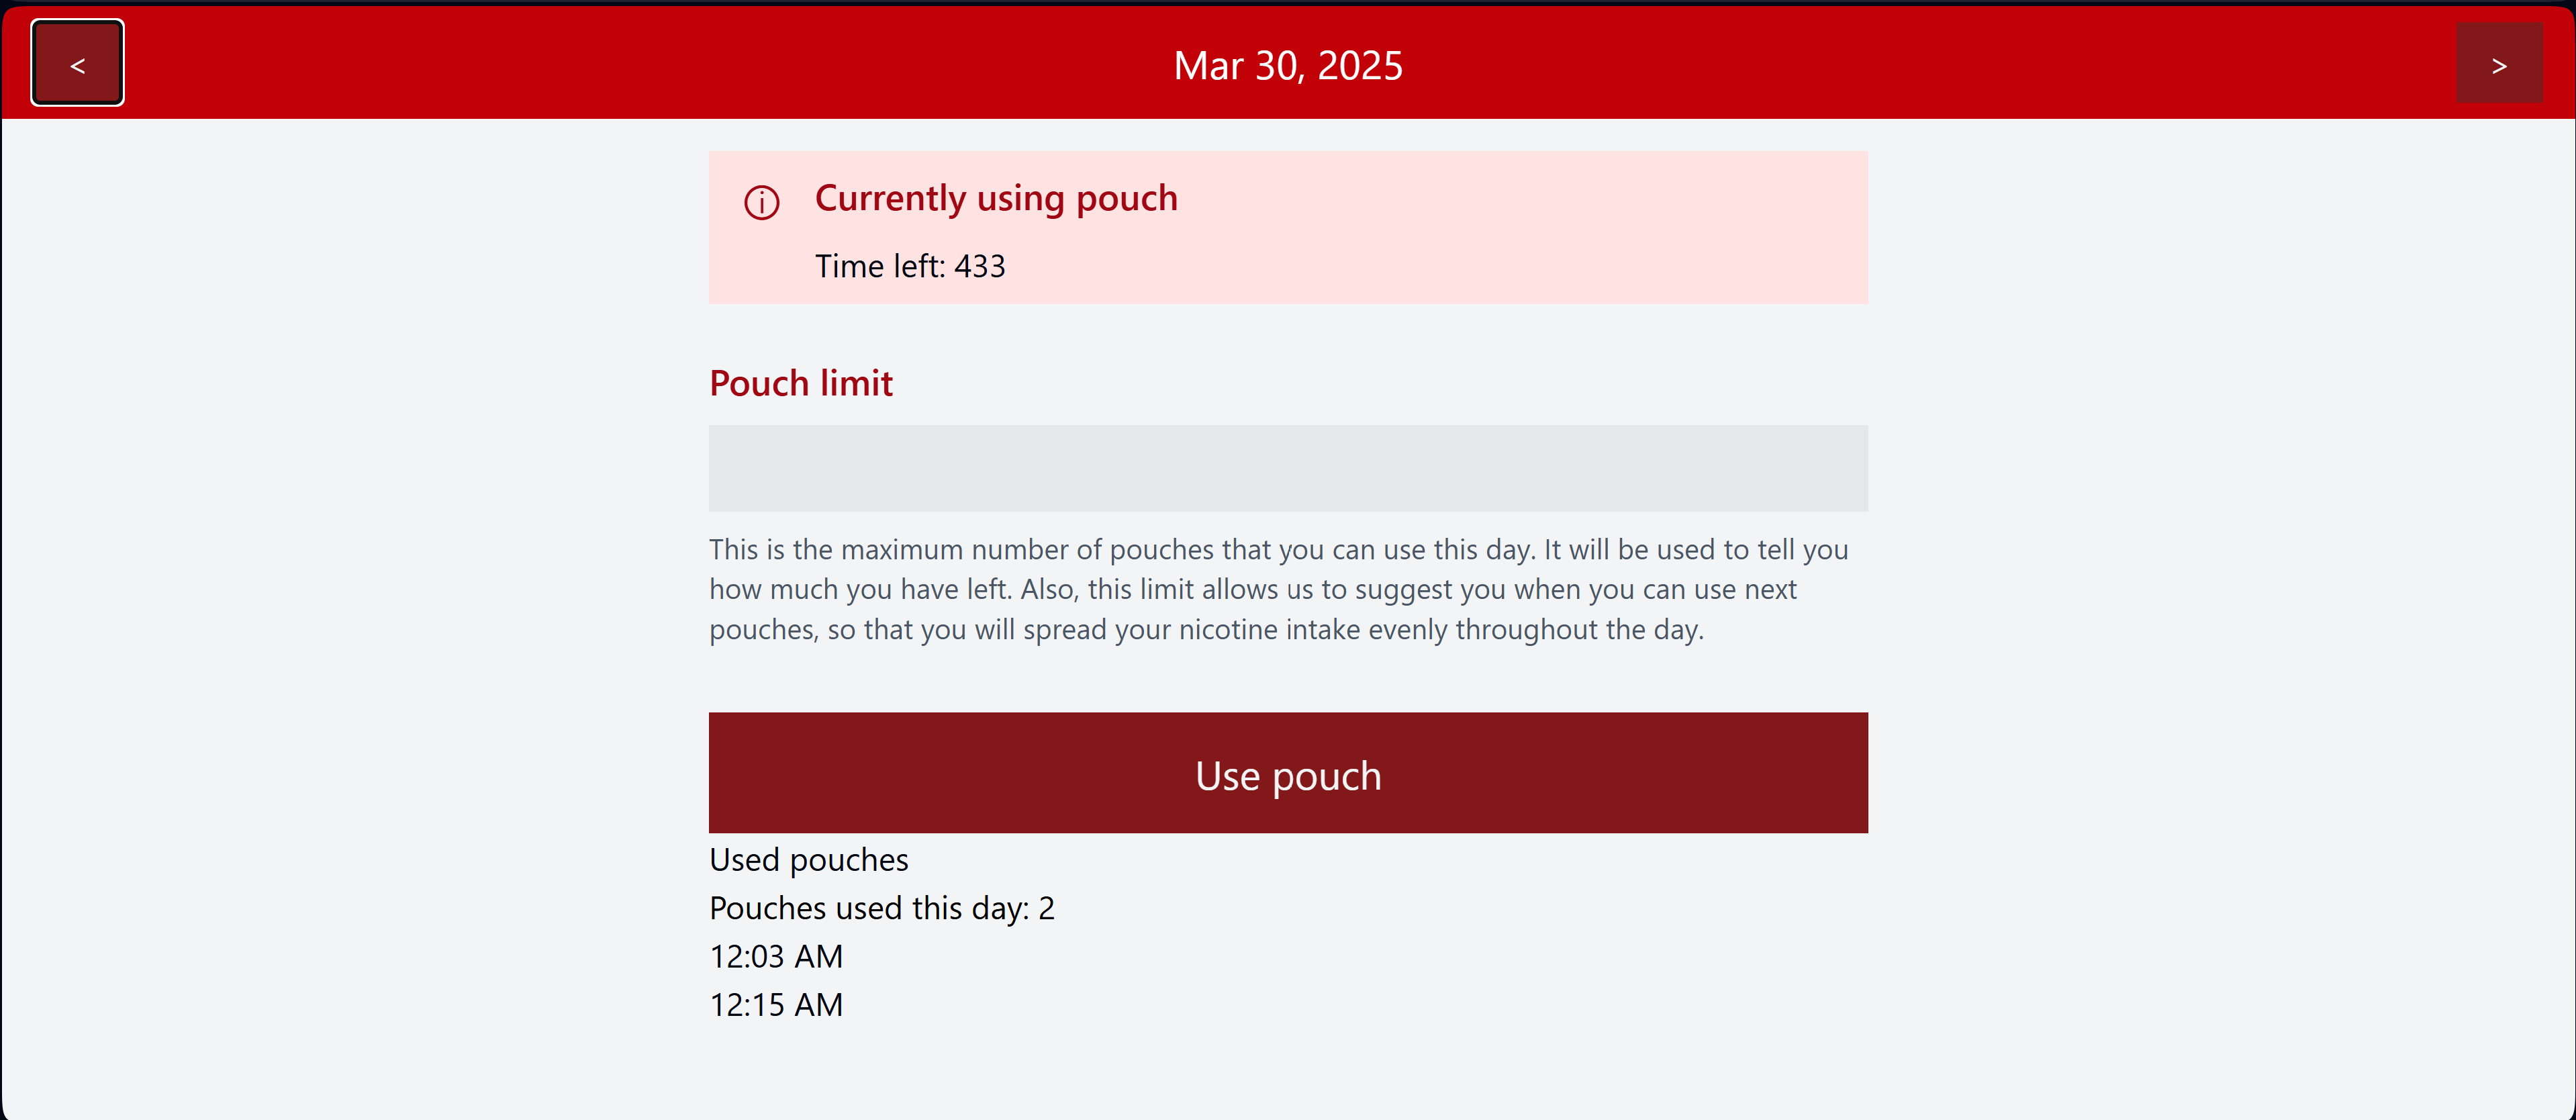 <
Mar 30, 2025
>
Currently using pouch
Time left: 433
Pouch limit
This is the maximum number of pouches that you can use this day. It will be used to tell you
how much you have left. Also, this limit allows us to suggest you when you can use next
pouches, so that you will spread your nicotine intake evenly throughout the day.
Use pouch
Used pouches
Pouches used this day: 2
12:03 AM
12:15 AM